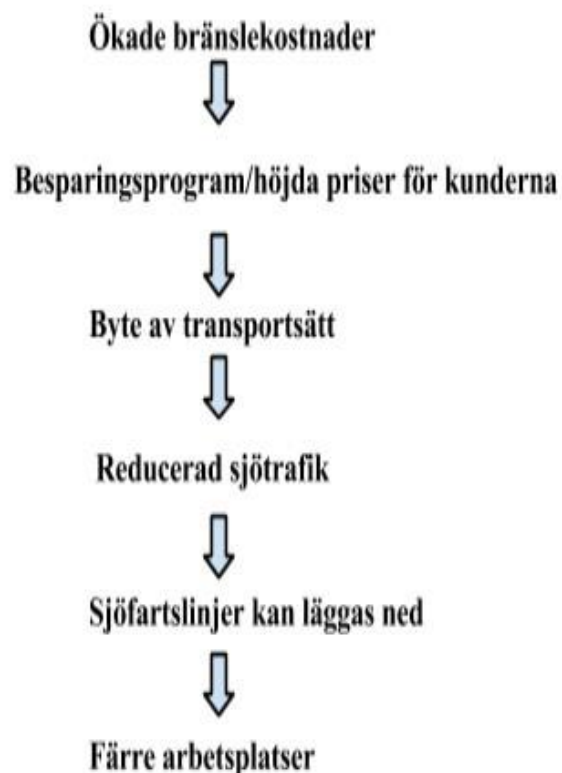 Ökade bränslekostnader
Besparingsprogram/höjda priser för kunderna
Byte av transportsätt
Reducerad sjötrafik
Sjöfartslinjer kan läggas ned
Färre arbetsplatser